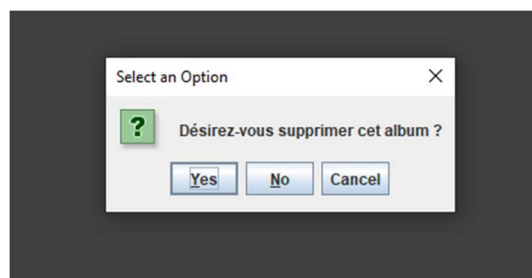 Select an Option
Désirez-vous supprimer cet album ?
Yes No Cancel